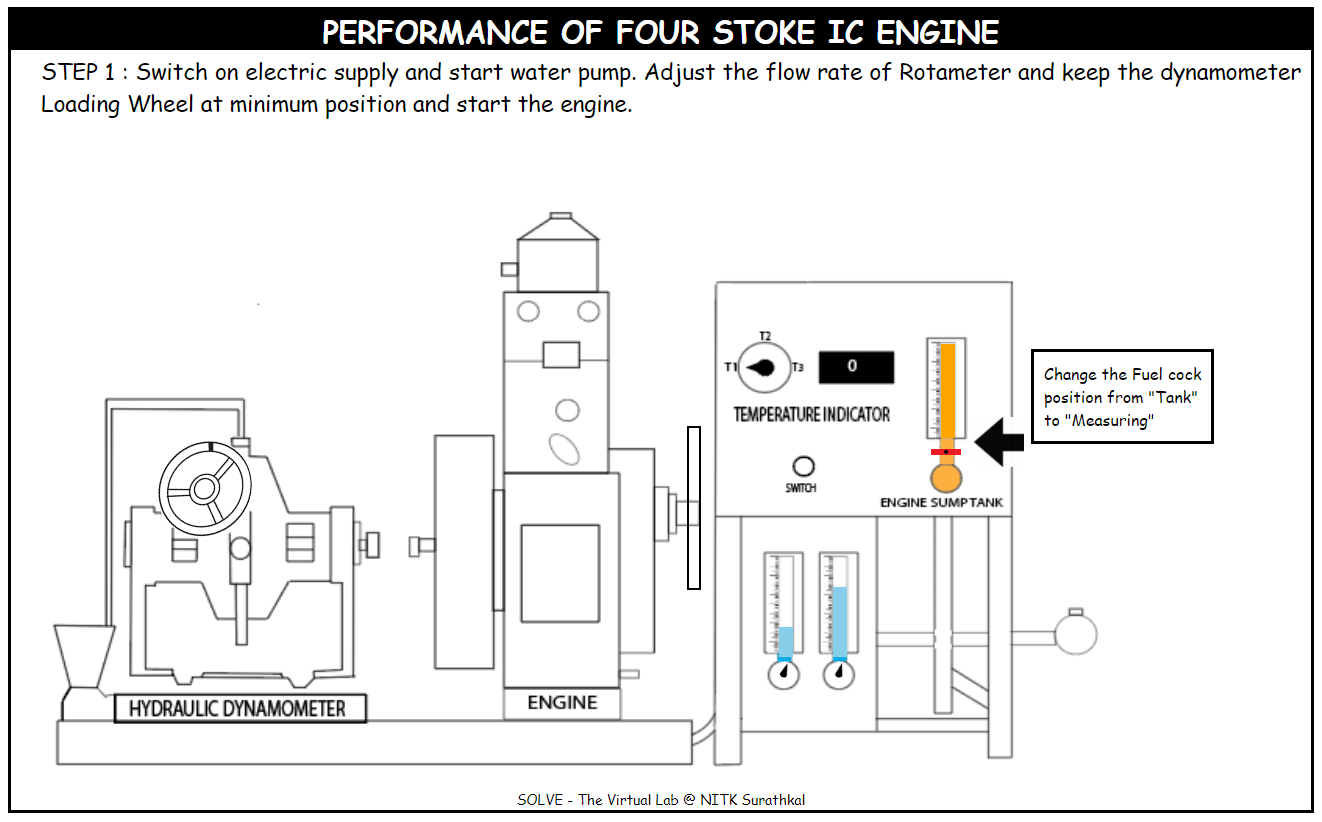 PERFORMANCE OF FOUR STOKE IC ENGINE
STEP 1 : Switch on electric supply and start water pump. Adjust the flow rate of Rotameter and keep the dynamometer
Loading Wheel at minimum position and start the engine.
T2
T1
T3
0
TEMPERATURE INDICATOR
SWITCH
ENGINE SUMPTANK
Change the Fuel cock
position from "Tank"
to "Measuring"
HYDRAULIC DYNAMOMETER
ENGINE
SOLVE - The Virtual Lab @ NITK Surathkal